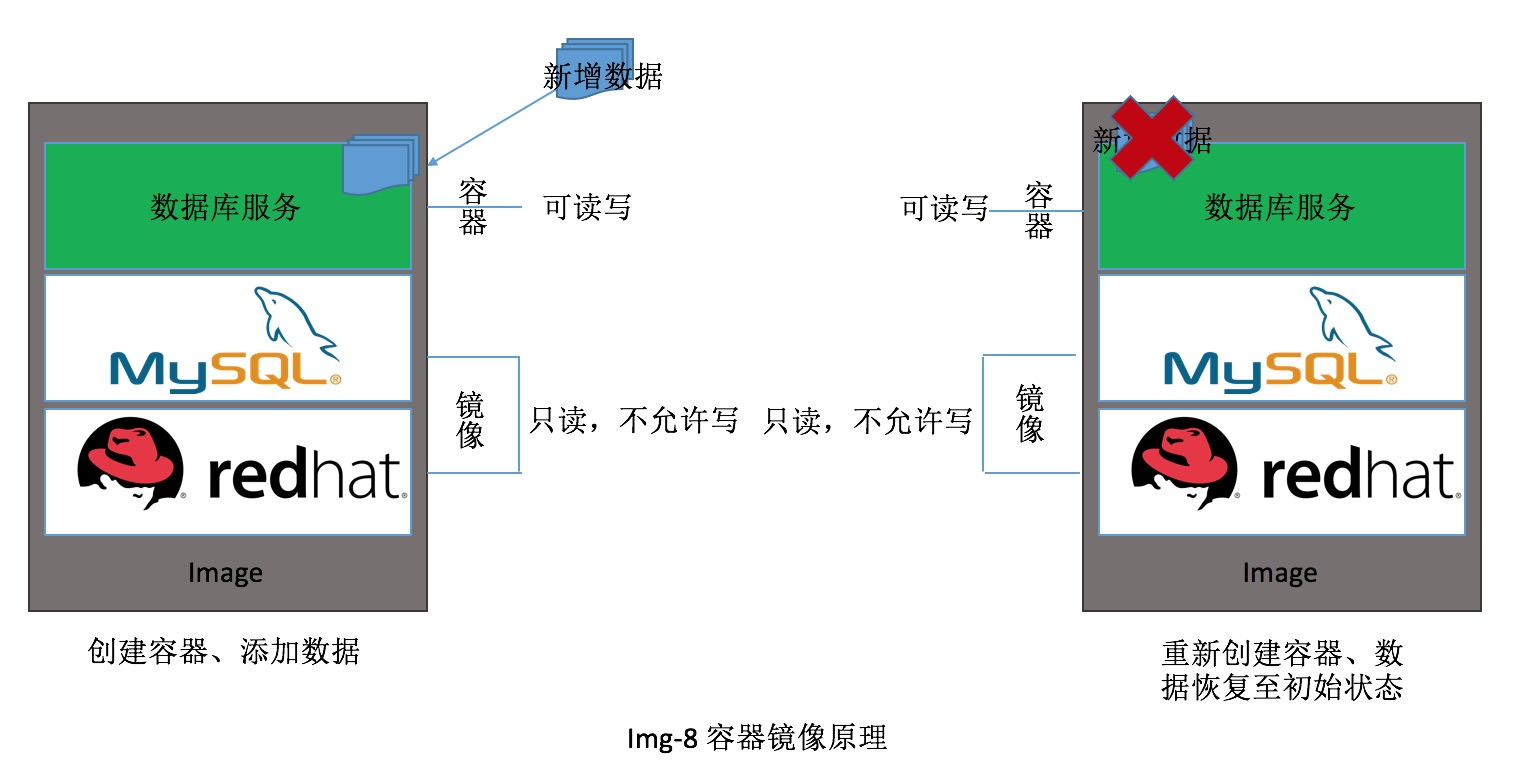 新增数据
数据库服务
容器
可读写
MySQL®
镜像
只读，不允许写
redhat®
Image
创建容器、添加数据
新 据
可读写
容器
数据库服务
MySQL®
只读，不允许写
镜像
redhat®
Image
重新创建容器、数
据恢复至初始状态
Img-8 容器镜像原理